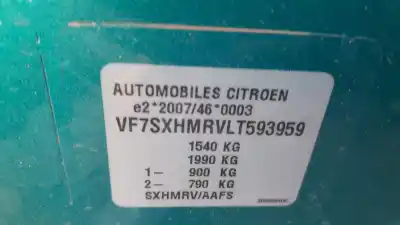 AUTOMOBILES CITROEN
e2*2007/46*0003
VF7SXHMRVLT593959
1540 KG
1990 KG
1– 900 KG
2– 790 KG
SXHMRV/AAFS